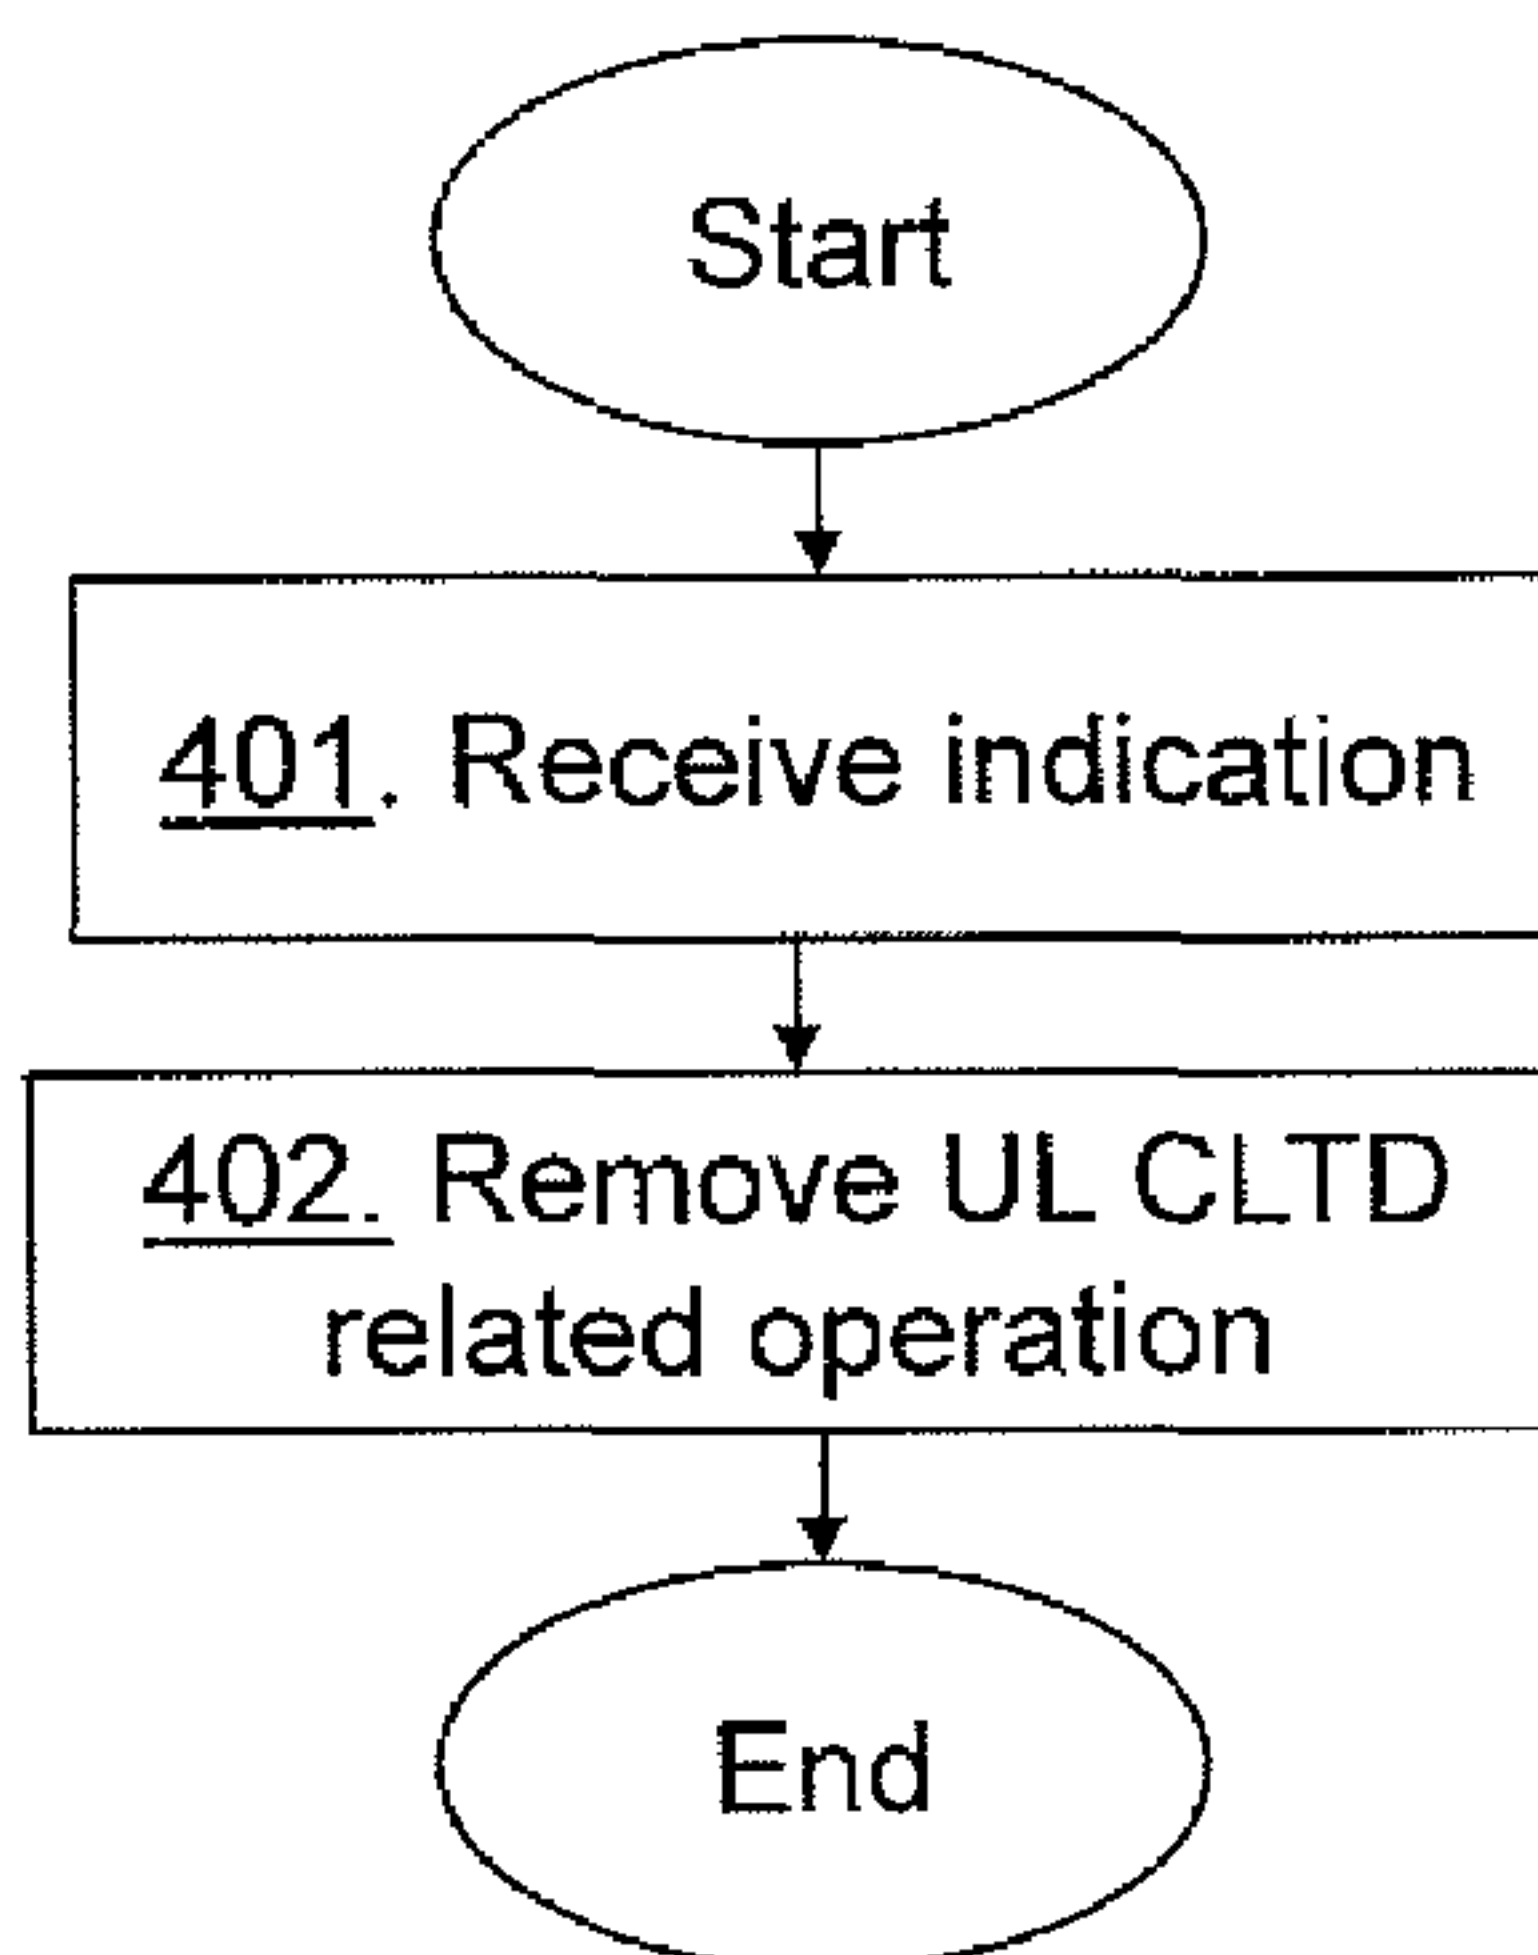 Start
401. Receive indication
402. Remove UL CLTD
related operation
End